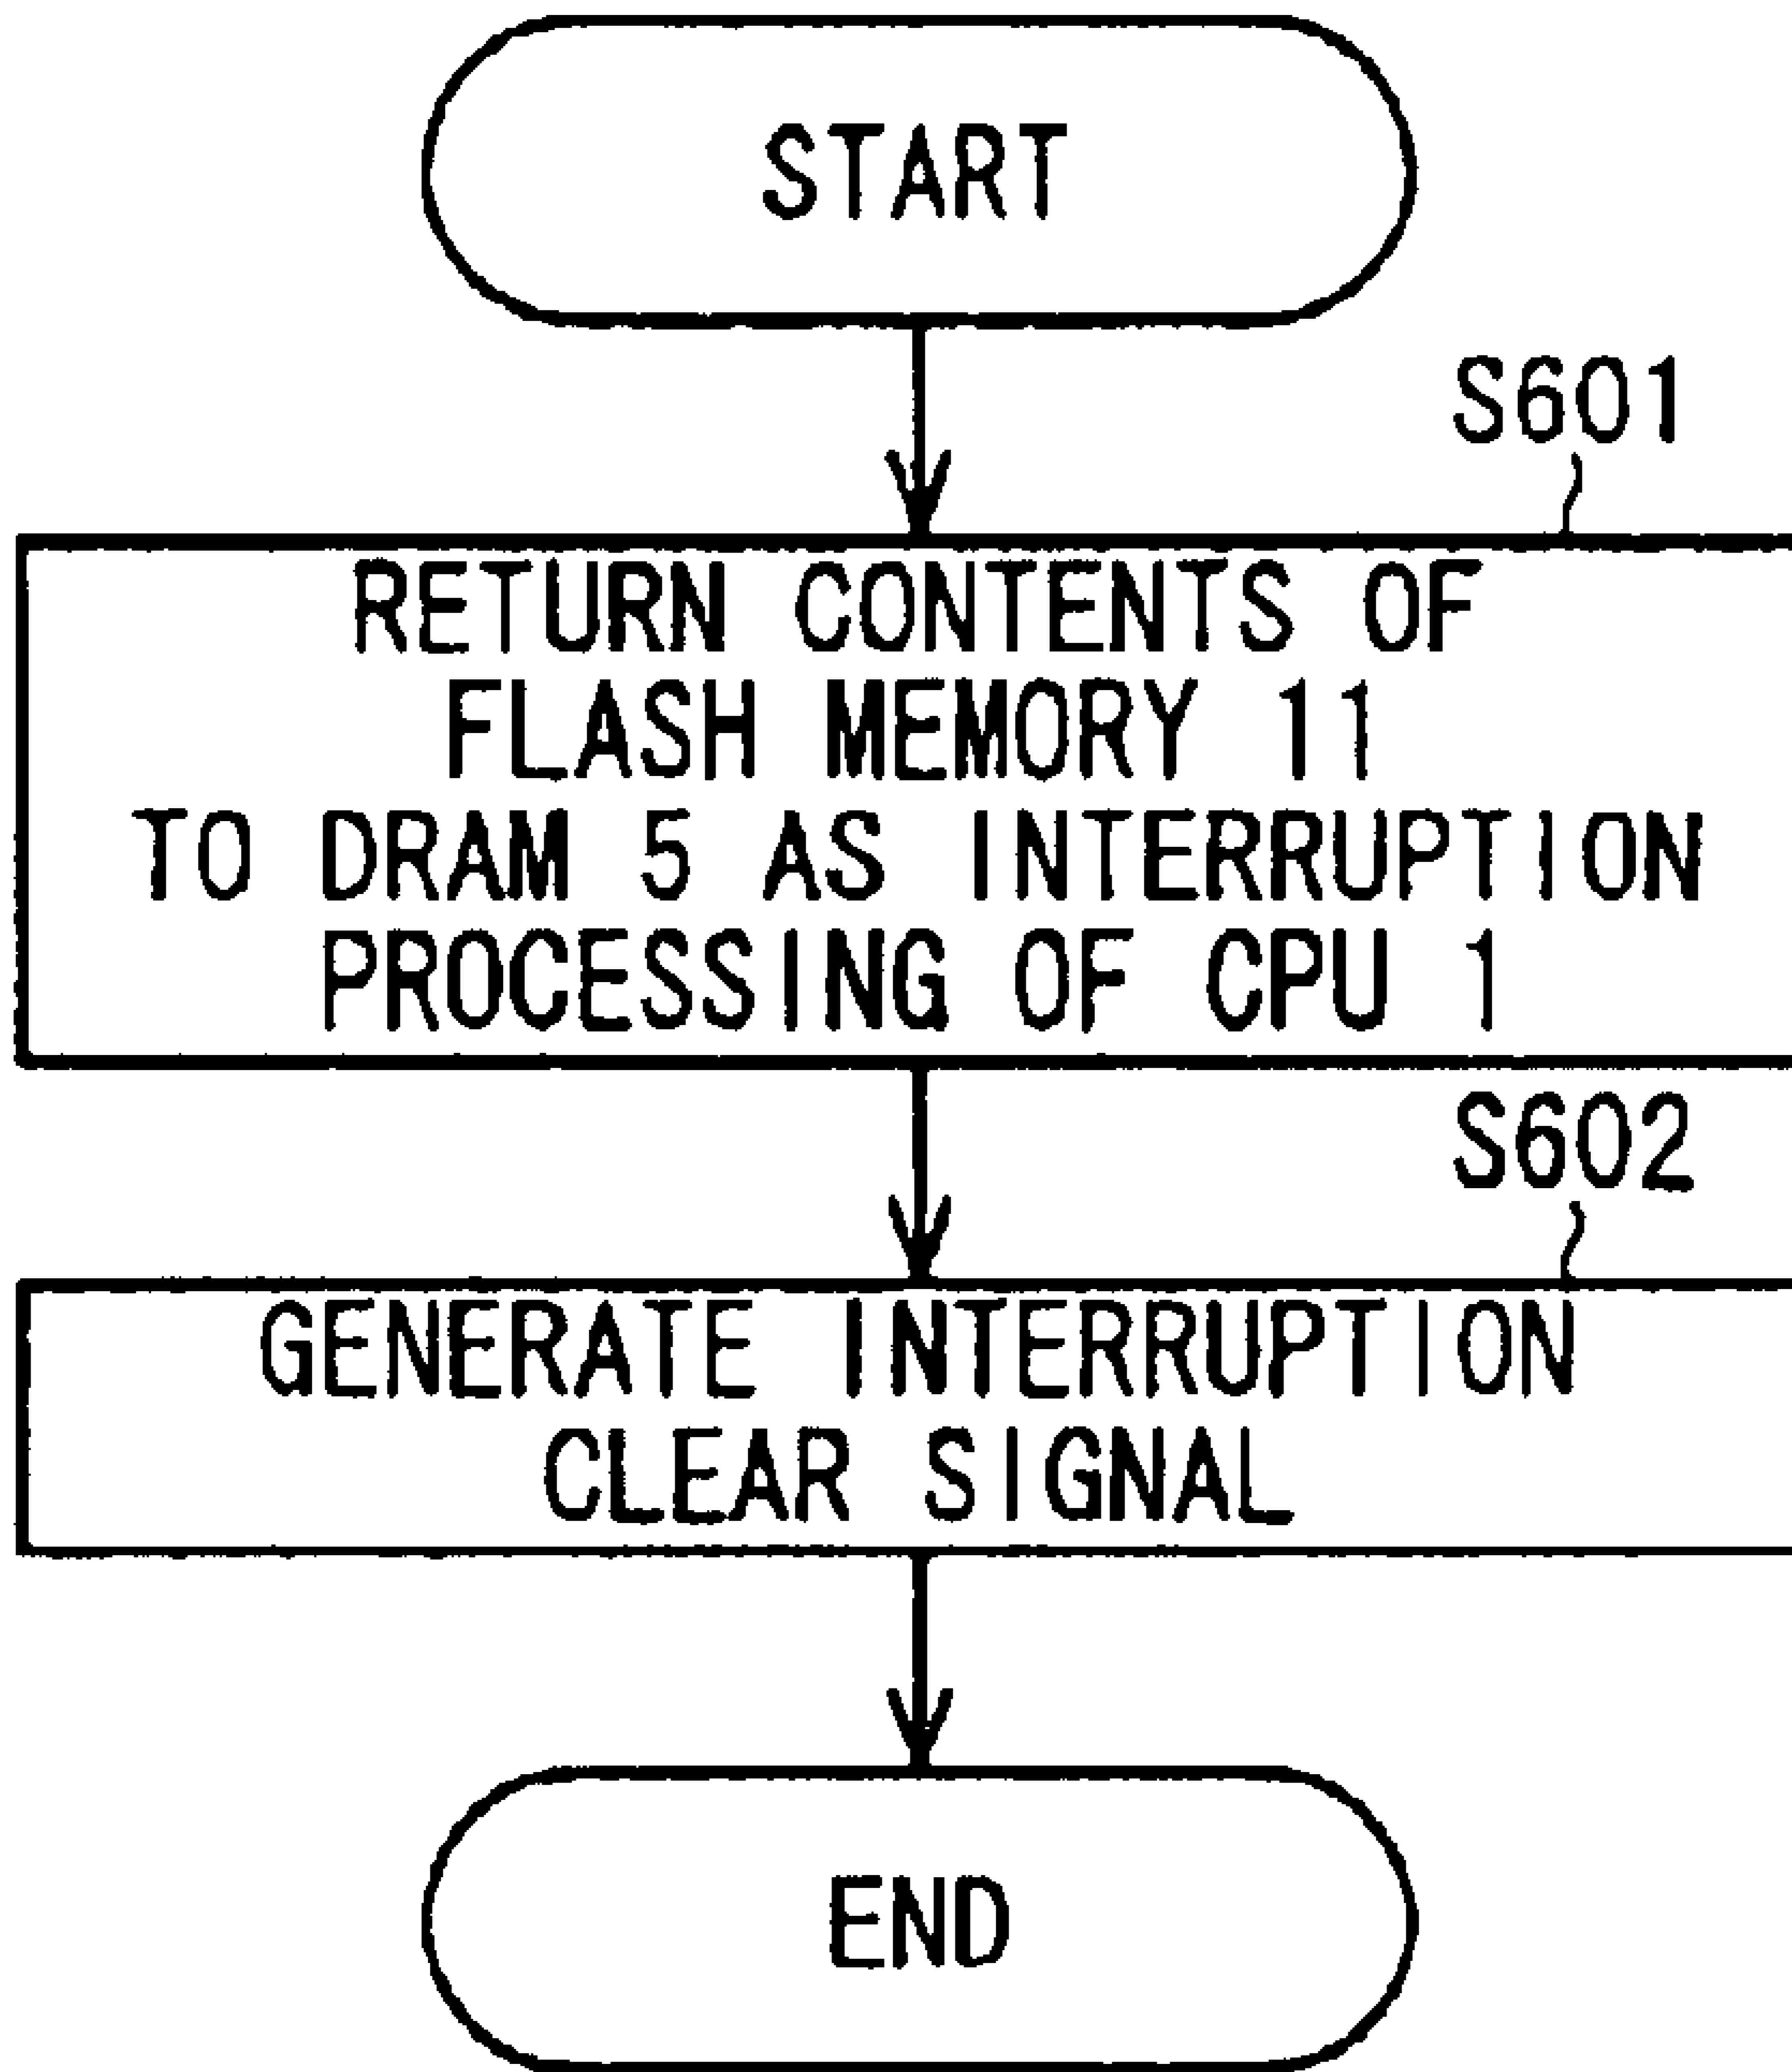 START
S601
RETURN CONTENTS OF
FLASH MEMORY 11
TO DRAM 5 AS INTERRUPTION
PROCESSING OF CPU 1
S602
GENERATE INTERRUPTION
CLEAR SIGNAL
END